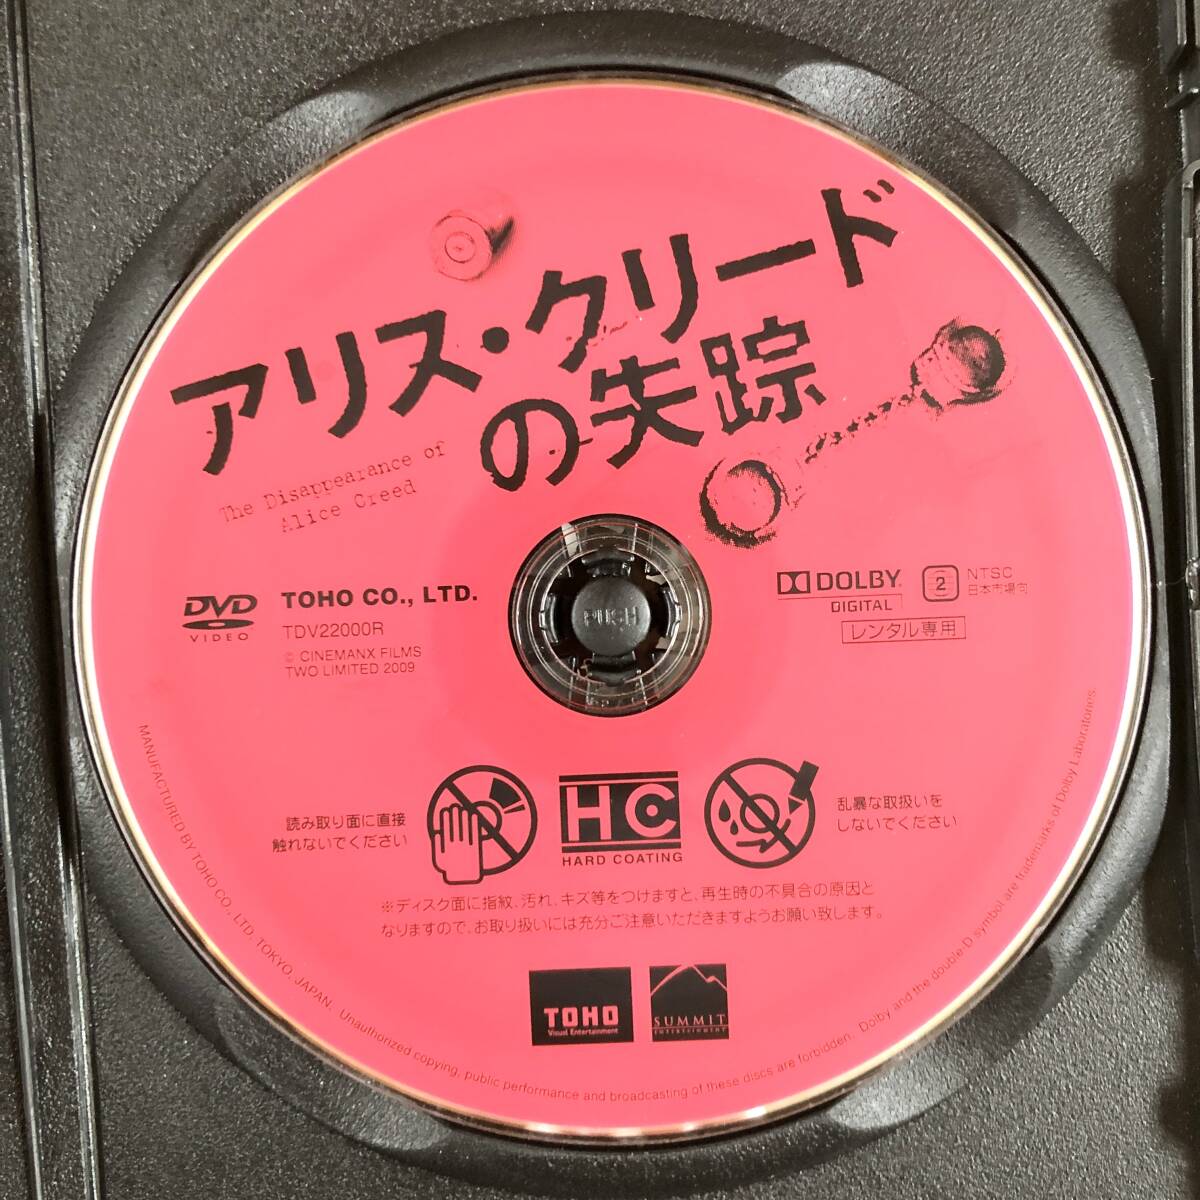 アリス・クリード
の失踪
The Disappearance of
Alice Creed
DVD
VIDEO
TOHO CO., LTD.
TDV22000R
© CINEMANX FILMS
TWO LIMITED 2009
PUSH
DOLBY
DIGITAL
2
NTSC
日本市場向
レンタル専用
読み取り面に直接
触れないでください
HC
HARD COATING
乱暴な取扱いを
しないでください
※ディスク面に指紋、汚れ、キズ等をつけますと、再生時の不具合の原因と
なりますので、お取り扱いには充分ご注意いただきますようお願い致します。
TOHO
Visual Entertainment
SUMMIT
ENTERTAINMENT
MANUFACTURED BY TOHO CO., LTD. TOKYO, JAPAN. Unauthorized copying, public performance and broadcasting of these discs are forbidden. Dolby and the double-D symbol are trademarks of Dolby Laboratories.